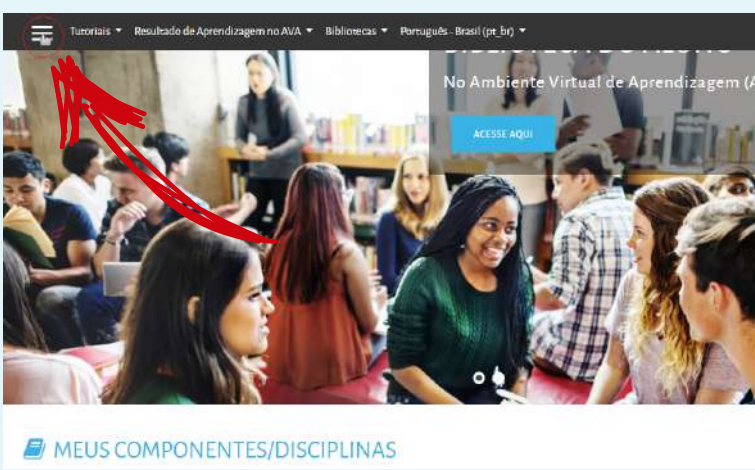 Tutoriais Resultado de Aprendizagem no AVA Bibliotecas Português - Brasil (pt_br)
No Ambiente Virtual de Aprendizagem (A
ACESSE AQUI
MEUS COMPONENTES/DISCIPLINAS